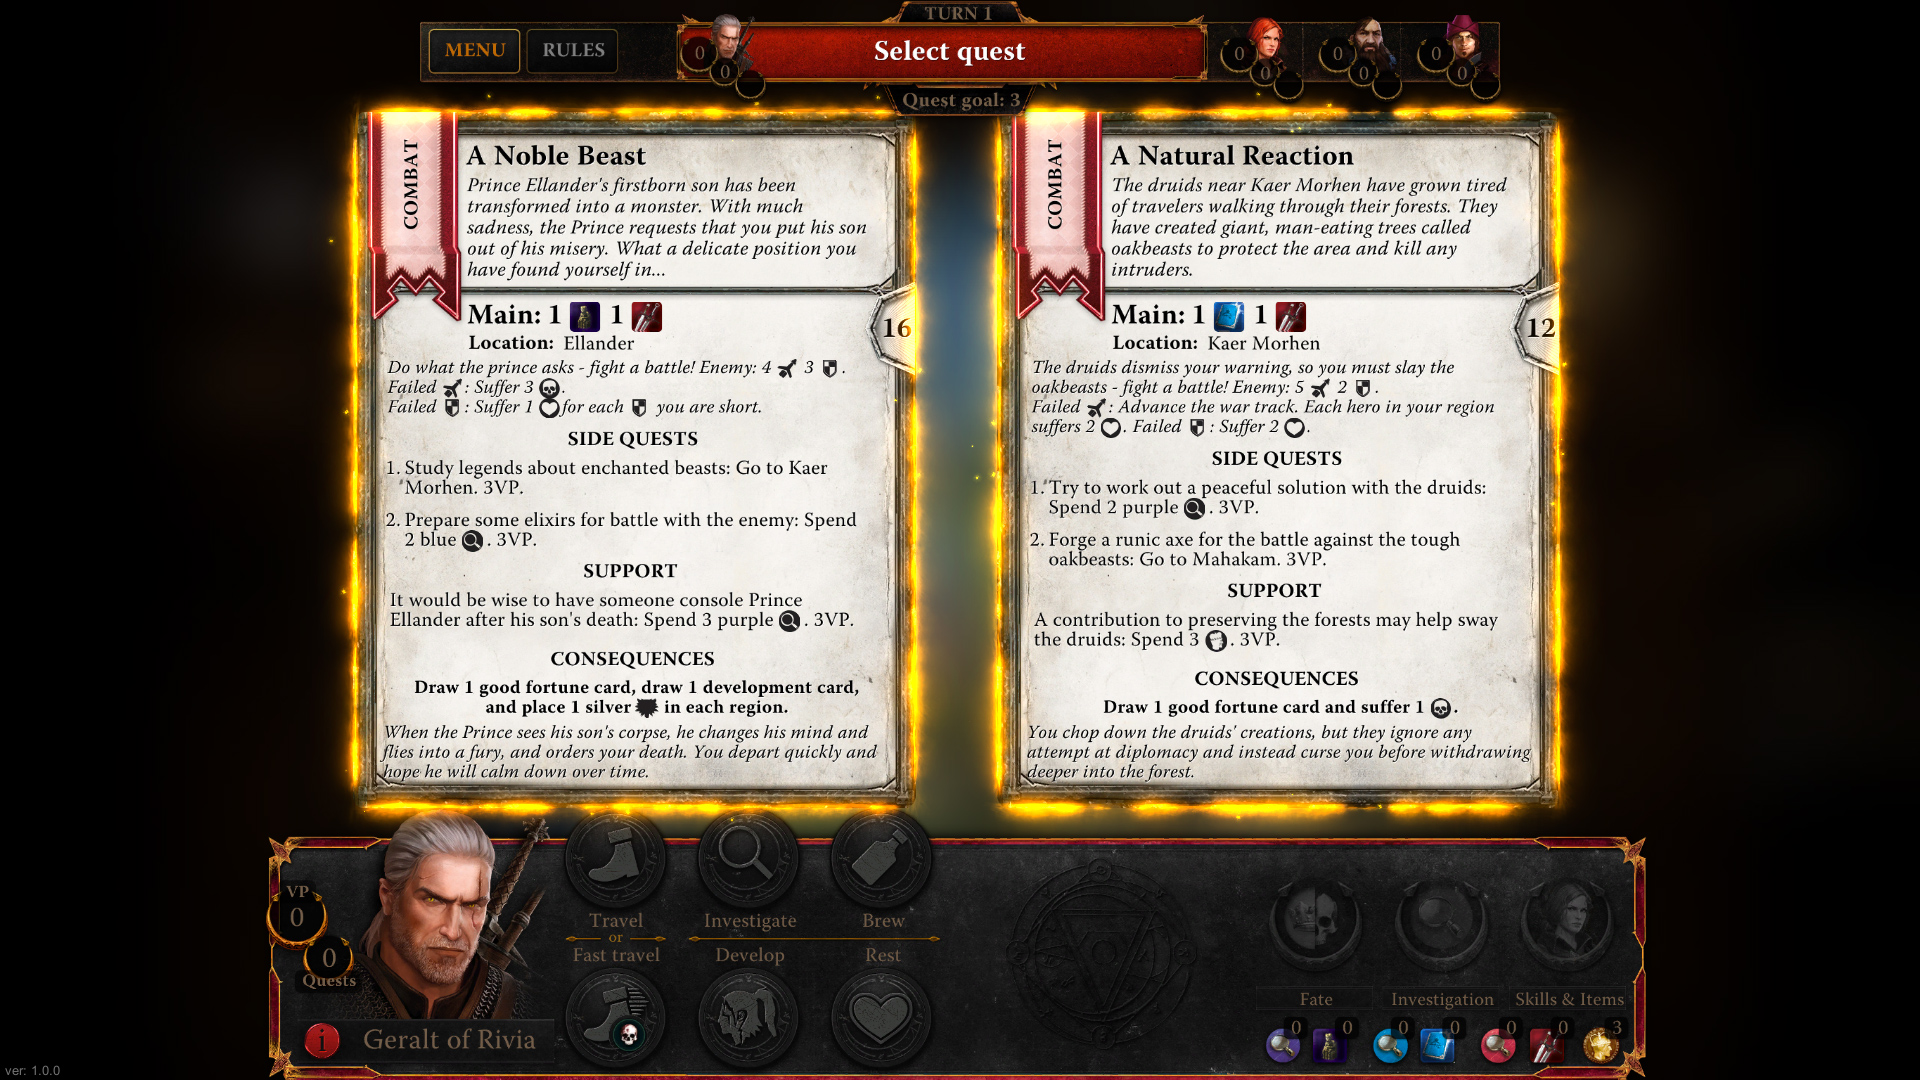 TURN 1
MENU
RULES
0
0
Select quest
0
0
0
0
0
0
Quest goal: 3
COMBAT
A Noble Beast
Prince Ellander's firstborn son has been
transformed into a monster. With much
sadness, the Prince requests that you put his son
out of his misery. What a delicate position you
have found yourself in...
Main: 1 1
16
Location: Ellander
Do what the prince asks - fight a battle! Enemy: 4 3 .
Failed : Suffer 3 .
Failed : Suffer 1 for each you are short.
SIDE QUESTS
1. Study legends about enchanted beasts: Go to Kaer
Morhen. 3VP.
2. Prepare some elixirs for battle with the enemy: Spend
2 blue . 3VP.
SUPPORT
It would be wise to have someone console Prince
Ellander after his son's death: Spend 3 purple . 3VP.
CONSEQUENCES
Draw 1 good fortune card, draw 1 development card,
and place 1 silver in each region.
When the Prince sees his son's corpse, he changes his mind and
flies into a fury, and orders your death. You depart quickly and
hope he will calm down over time.
COMBAT
A Natural Reaction
The druids near Kaer Morhen have grown tired
of travelers walking through their forests. They
have created giant, man-eating trees called
oakbeasts to protect the area and kill any
intruders.
Main: 1 1
12
Location: Kaer Morhen
The druids dismiss your warning, so you must slay the
oakbeasts - fight a battle! Enemy: 5 2 .
Failed : Advance the war track. Each hero in your region
suffers 2 . Failed : Suffer 2 .
SIDE QUESTS
1. Try to work out a peaceful solution with the druids:
Spend 2 purple . 3VP.
2. Forge a runic axe for the battle against the tough
oakbeasts: Go to Mahakam. 3VP.
SUPPORT
A contribution to preserving the forests may help sway
the druids: Spend 3 . 3VP.
CONSEQUENCES
Draw 1 good fortune card and suffer 1 .
You chop down the druids' creations, but they ignore any
attempt at diplomacy and instead curse you before withdrawing
deeper into the forest.
VP
0
0
Quests
Geralt of Rivia
Travel
or
Fast travel
Investigate
Develop
Brew
Rest
Fate
Investigation
Skills & Items
0
0
0
0
0
0
3
ver: 1.0.0